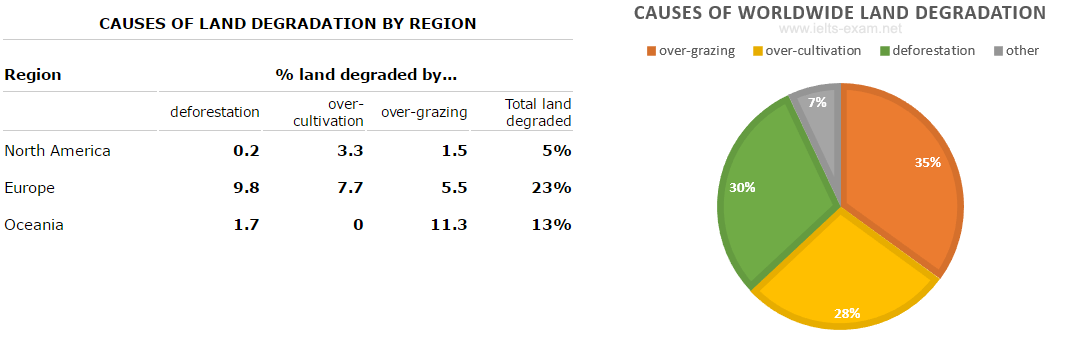 CAUSES OF LAND DEGRADATION BY REGION
Region % land degraded by...
deforestation over-cultivation over-grazing Total land degraded
North America 0.2 3.3 1.5 5%
Europe 9.8 7.7 5.5 23%
Oceania 1.7 0 11.3 13%
CAUSES OF WORLDWIDE LAND DEGRADATION
www.ielts-exam.net
over-grazing over-cultivation deforestation other
7%
35%
30%
28%